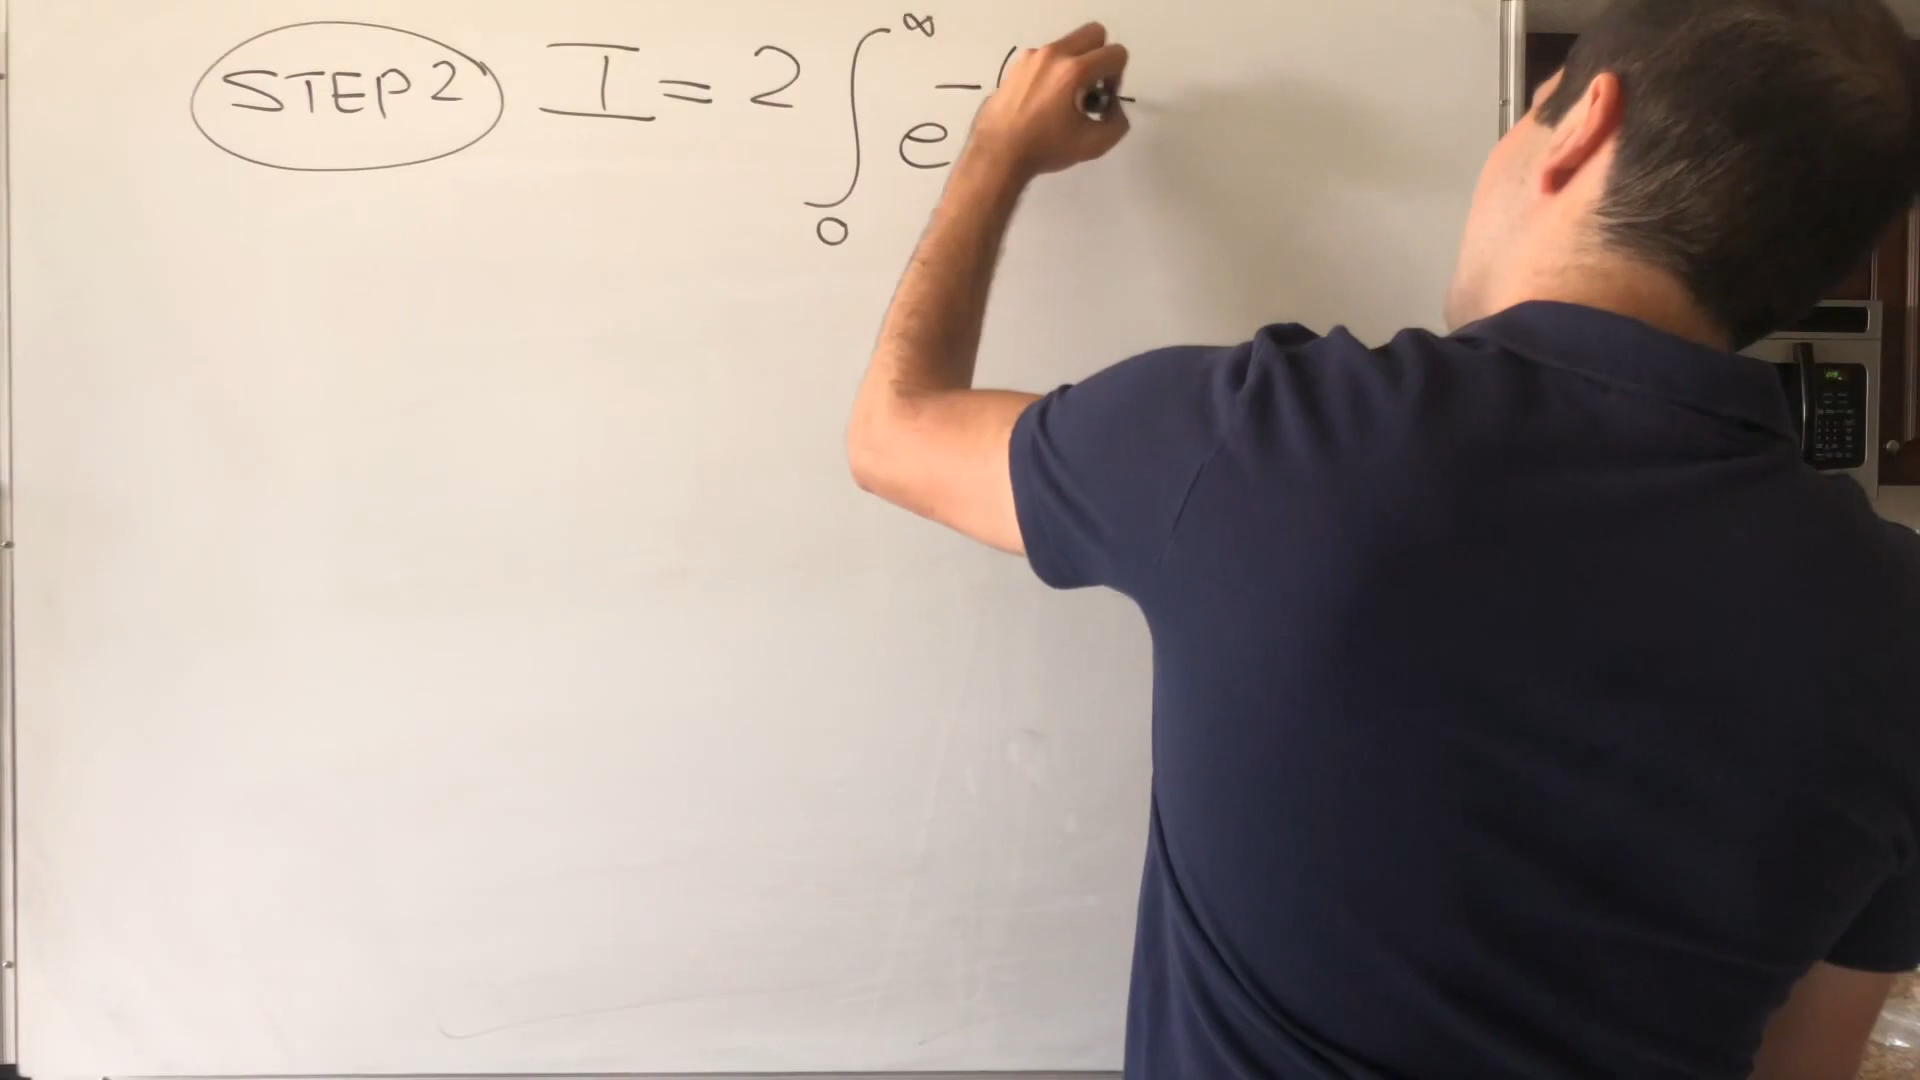 STEP 2 I = 2 ∫₀^∞ e^-(